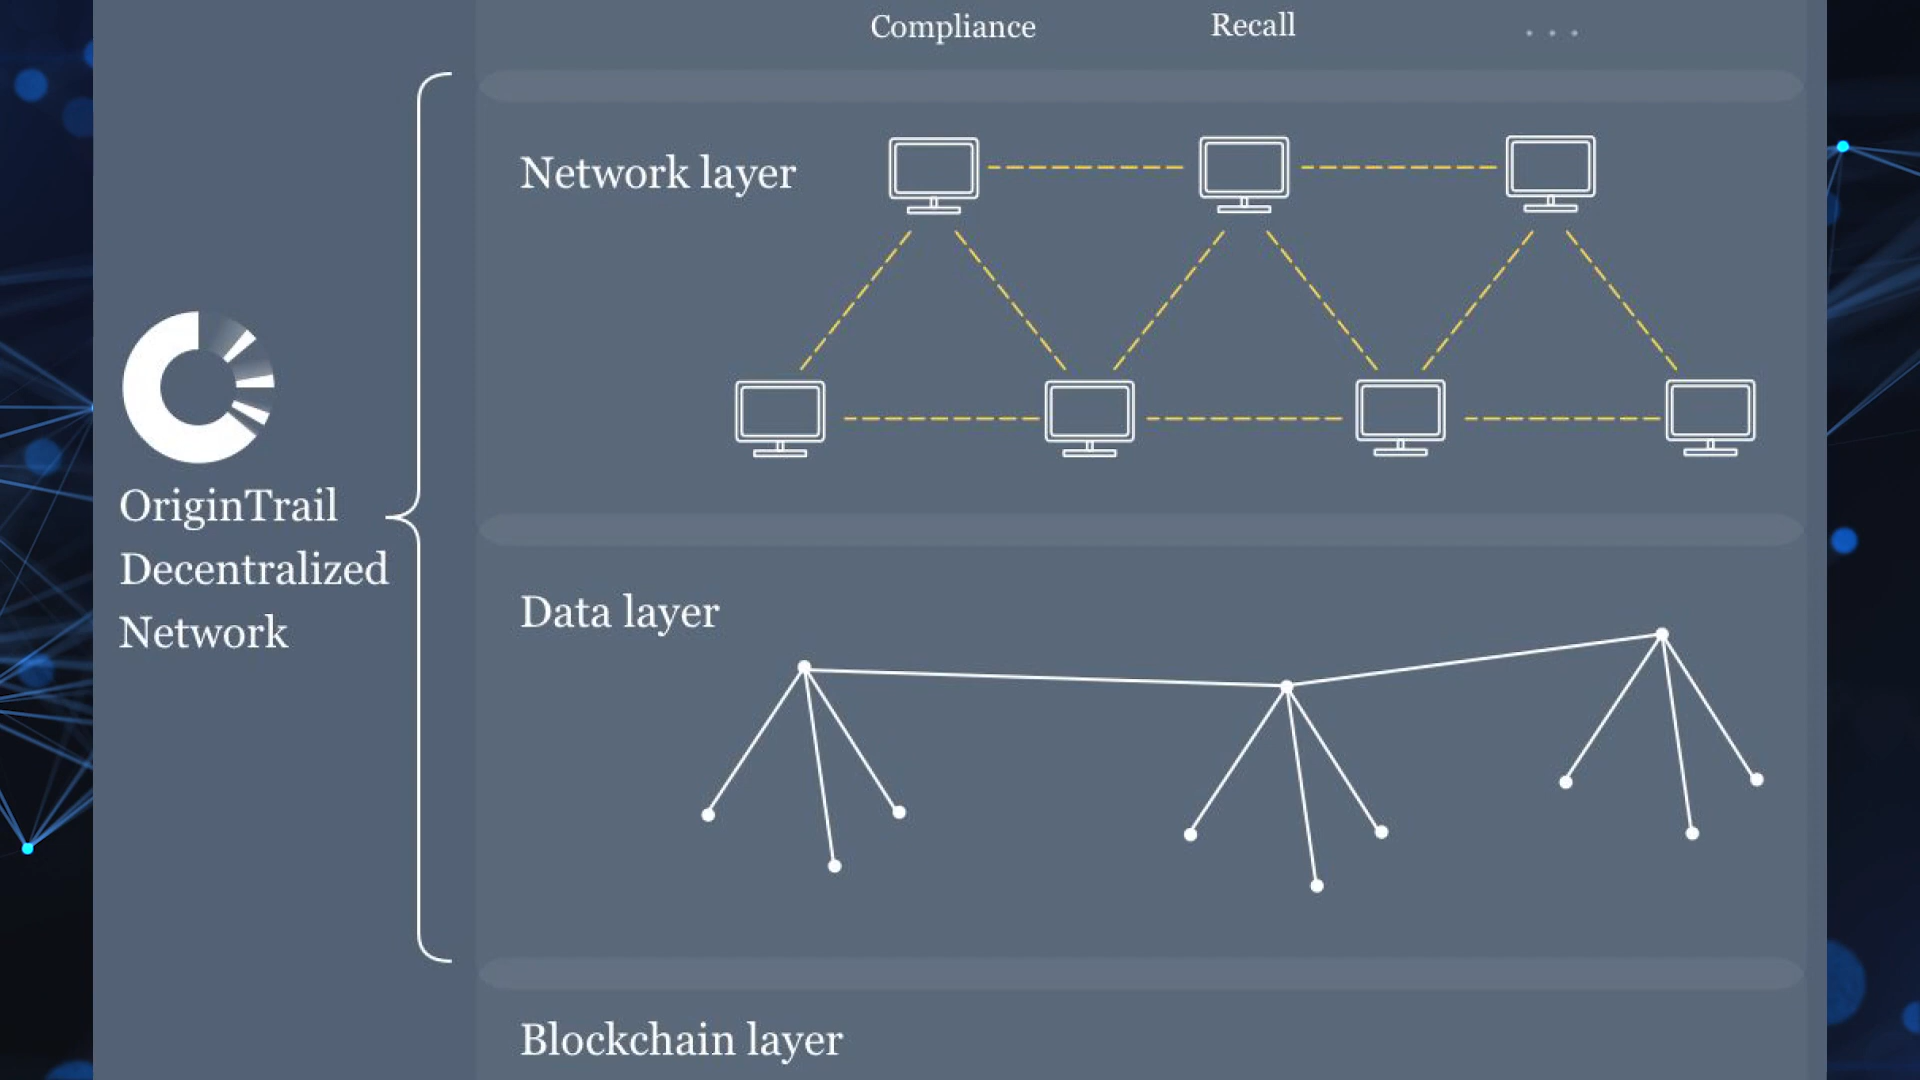 Compliance
Recall
. . .
Network layer
OriginTrail
Decentralized
Network
Data layer
Blockchain layer